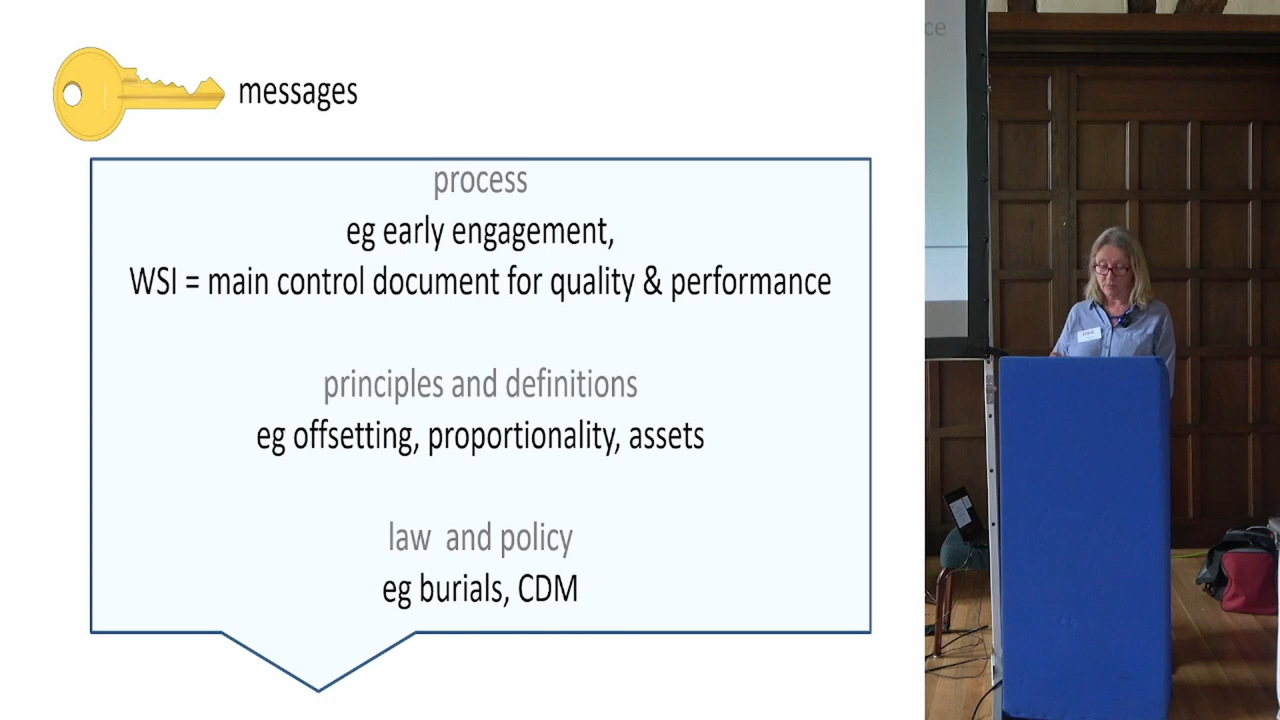 messages
process
eg early engagement,
WSI = main control document for quality & performance
principles and definitions
eg offsetting, proportionality, assets
law  and policy
eg burials, CDM
ce